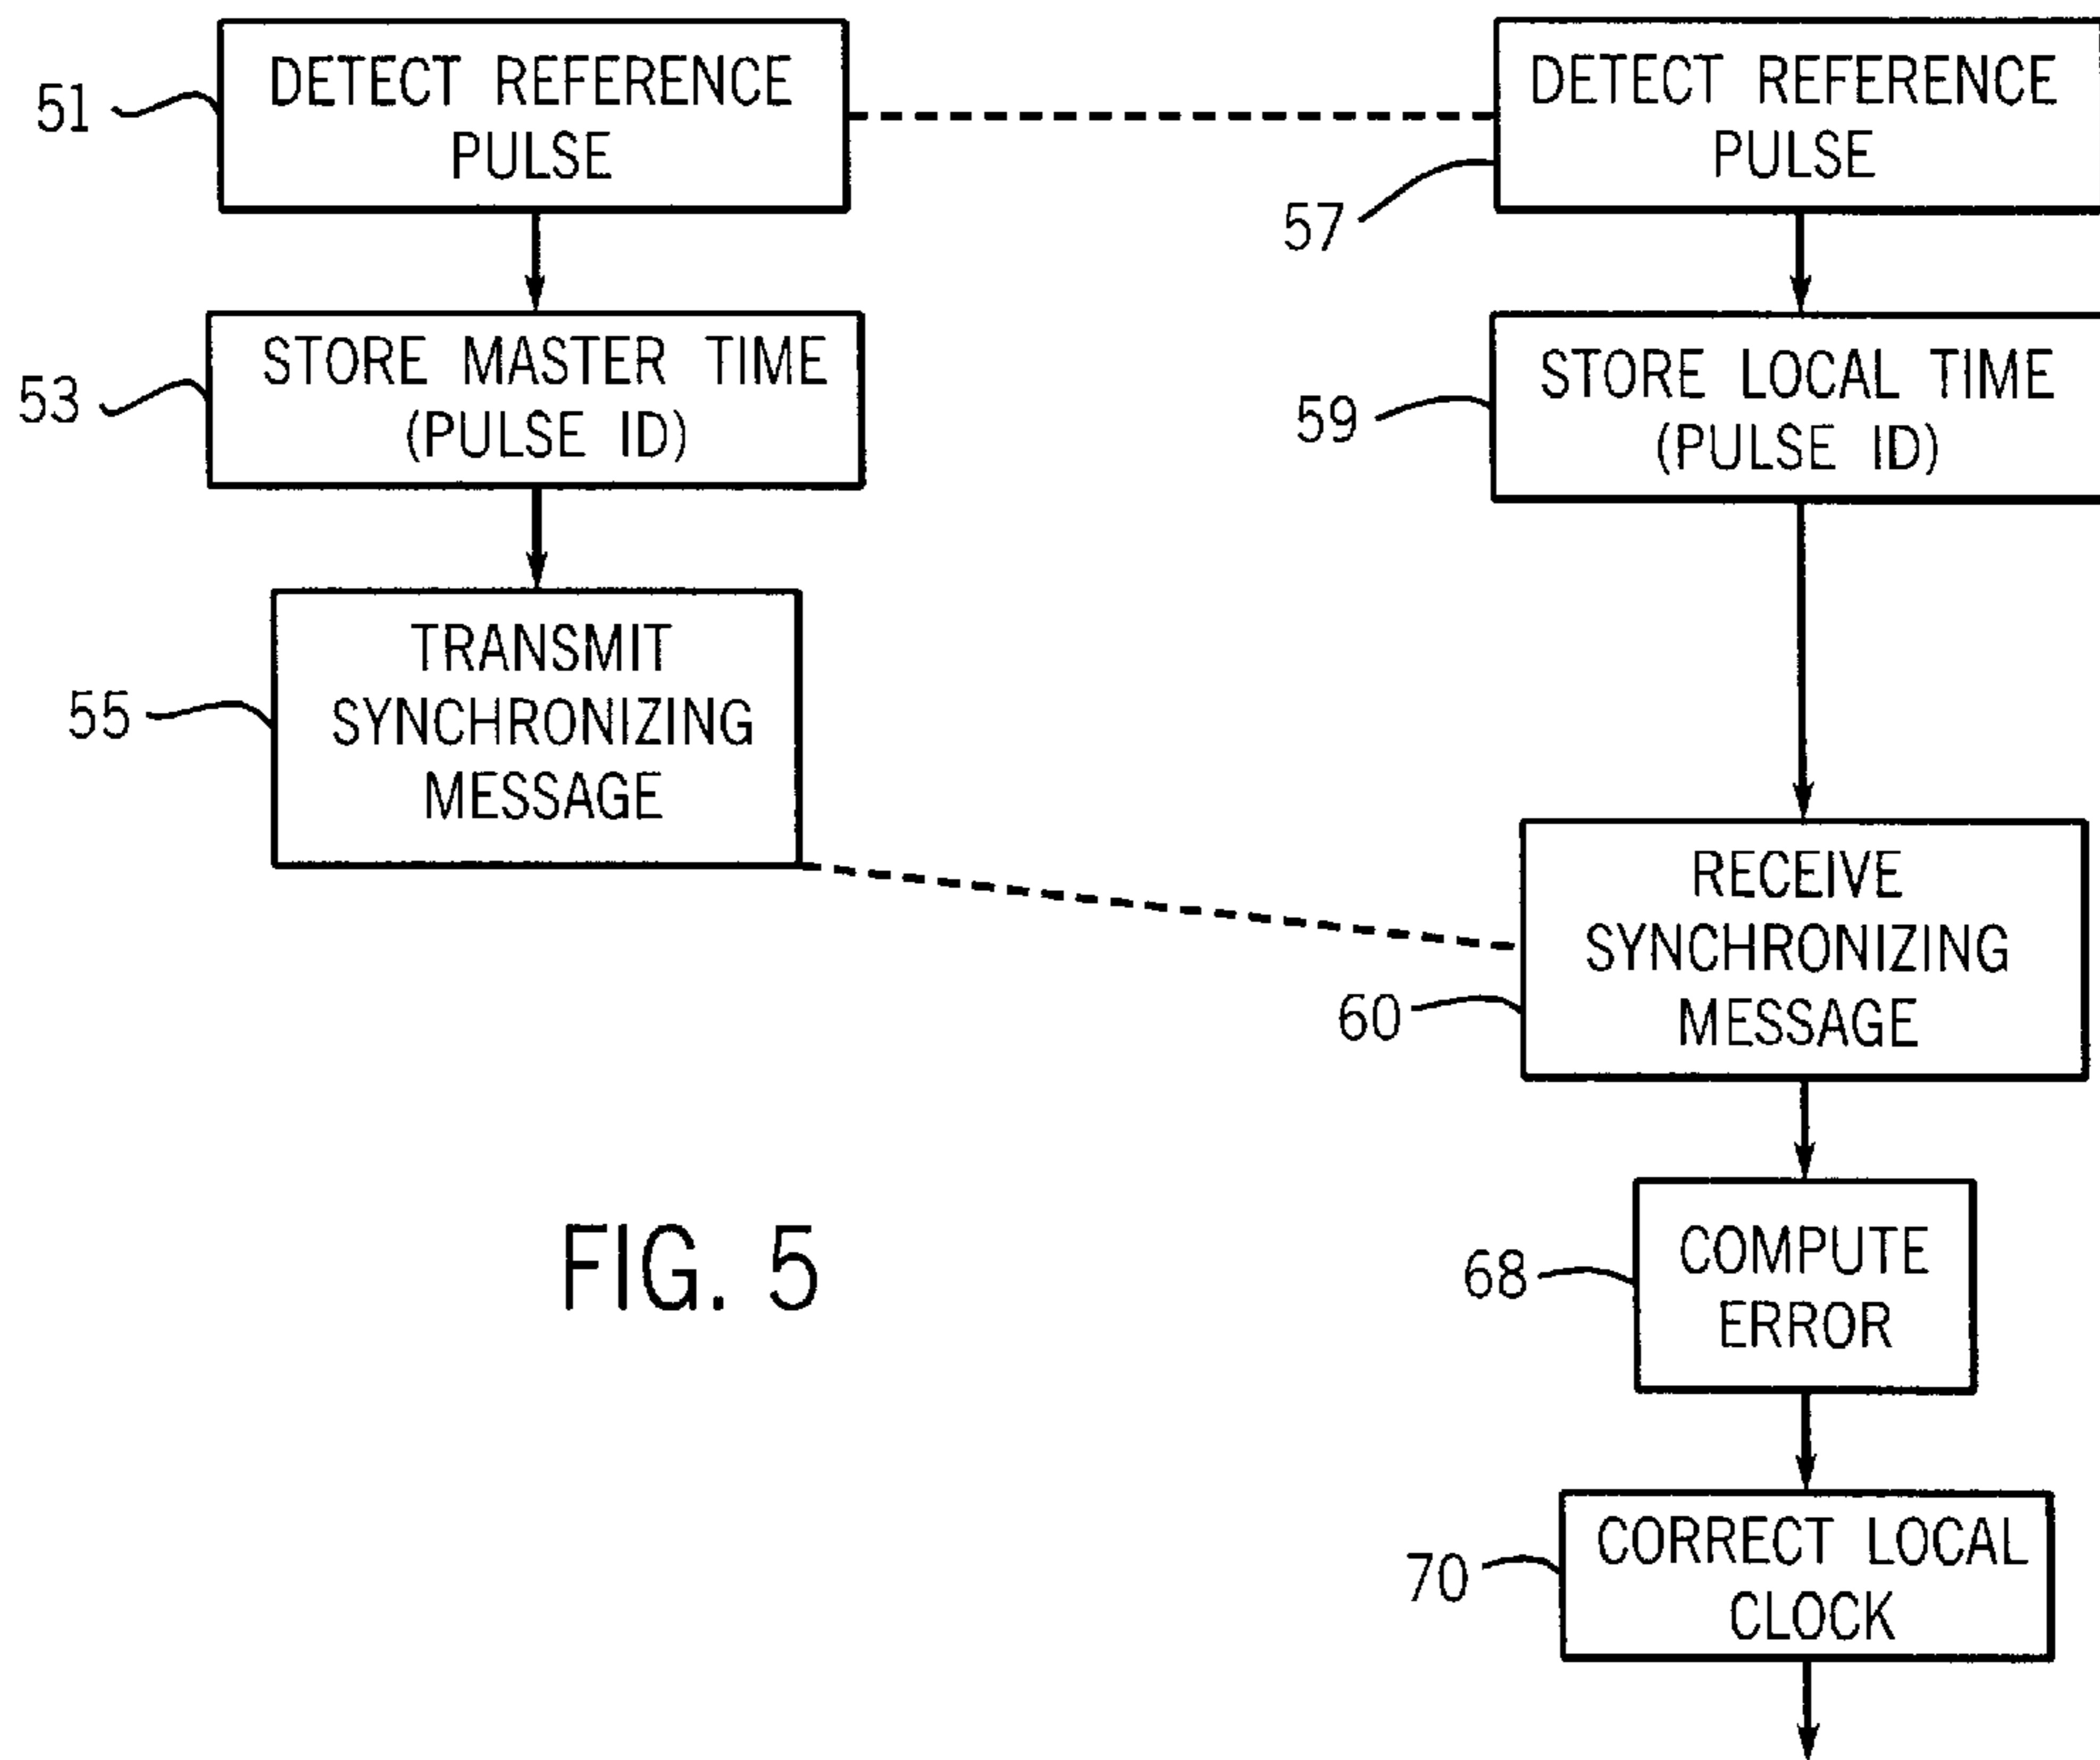 51
DETECT REFERENCE
PULSE
53
STORE MASTER TIME
(PULSE ID)
55
TRANSMIT
SYNCHRONIZING
MESSAGE
DETECT REFERENCE
PULSE
57
STORE LOCAL TIME
(PULSE ID)
59
RECEIVE
SYNCHRONIZING
MESSAGE
60
COMPUTE
ERROR
68
CORRECT LOCAL
CLOCK
70
FIG. 5